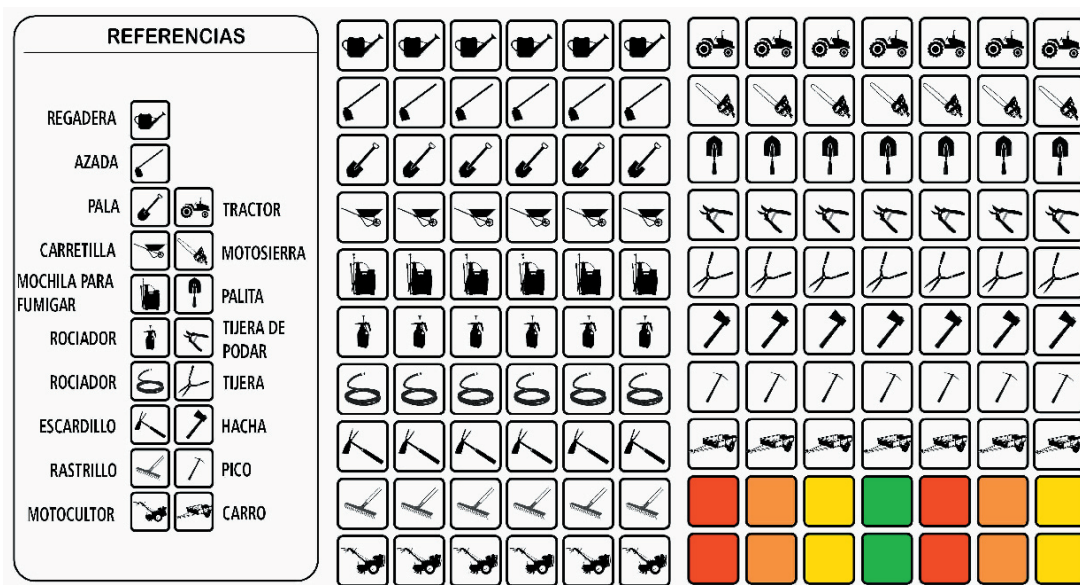 REFERENCIAS
REGADERA
AZADA
PALA
TRACTOR
CARRETILLA
MOTOSIERRA
MOCHILA PARA
FUMIGAR
PALITA
ROCIADOR
TIJERA DE
PODAR
ROCIADOR
TIJERA
ESCARDILLO
HACHA
RASTRILLO
PICO
MOTOCULTOR
CARRO